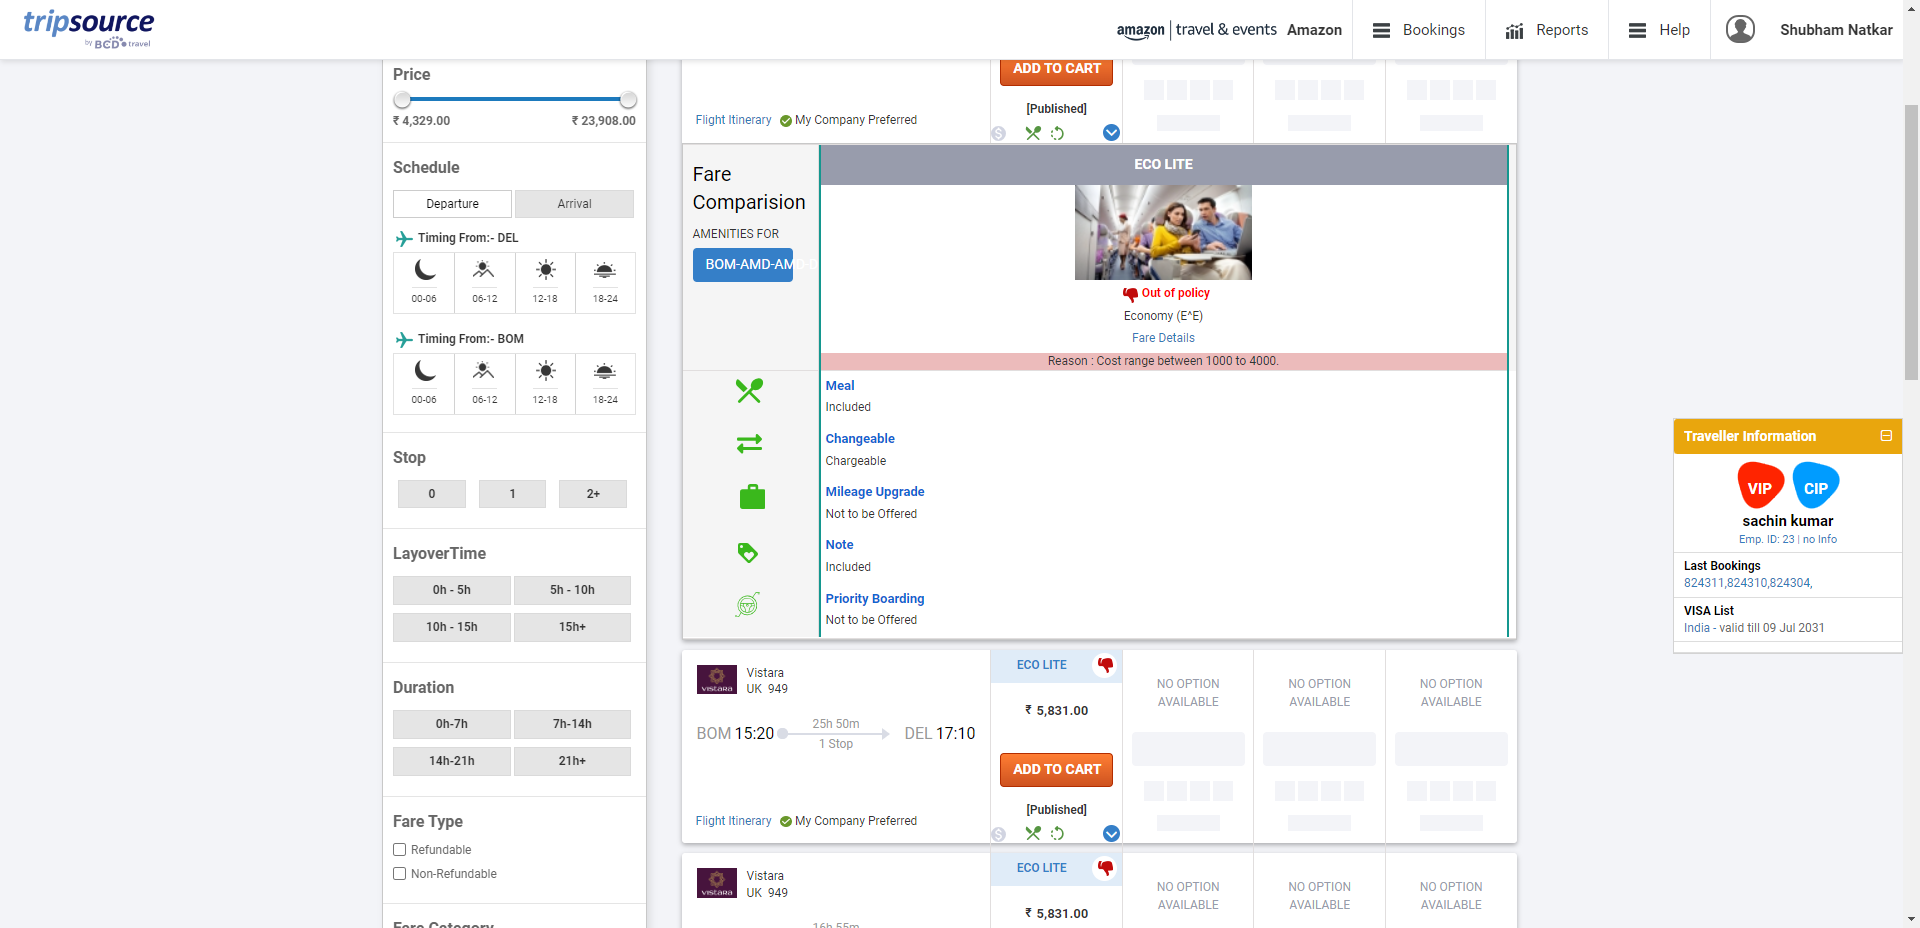 tripsource
by BCD travel
amazon travel & events Amazon
Bookings
Reports
Help
Shubham Natkar
Price
₹ 4,329.00 ₹ 23,908.00
Schedule
Departure Arrival
Timing From:- DEL
00-06 06-12 12-18 18-24
Timing From:- BOM
00-06 06-12 12-18 18-24
Stop
0 1 2+
LayoverTime
0h - 5h 5h - 10h
10h - 15h 15h+
Duration
0h-7h 7h-14h
14h-21h 21h+
Fare Type
Refundable
Non-Refundable
Fare Category
ADD TO CART
[Published]
Flight Itinerary My Company Preferred
$
Fare
Comparision
AMENITIES FOR
BOM-AMD-AMD-D
ECO LITE
Out of policy
Economy (E^E)
Fare Details
Reason : Cost range between 1000 to 4000.
Meal
Included
Changeable
Chargeable
Mileage Upgrade
Not to be Offered
Note
Included
Priority Boarding
Not to be Offered
VISTARA
Vistara
UK 949
BOM 15:20
25h 50m
1 Stop
DEL 17:10
Flight Itinerary My Company Preferred
ECO LITE
₹ 5,831.00
ADD TO CART
[Published]
$
NO OPTION
AVAILABLE
NO OPTION
AVAILABLE
NO OPTION
AVAILABLE
VISTARA
Vistara
UK 949
16h 55m
ECO LITE
₹ 5,831.00
NO OPTION
AVAILABLE
NO OPTION
AVAILABLE
NO OPTION
AVAILABLE
Traveller Information
VIP CIP
sachin kumar
Emp. ID: 23 | no Info
Last Bookings
824311,824310,824304,
VISA List
India - valid till 09 Jul 2031